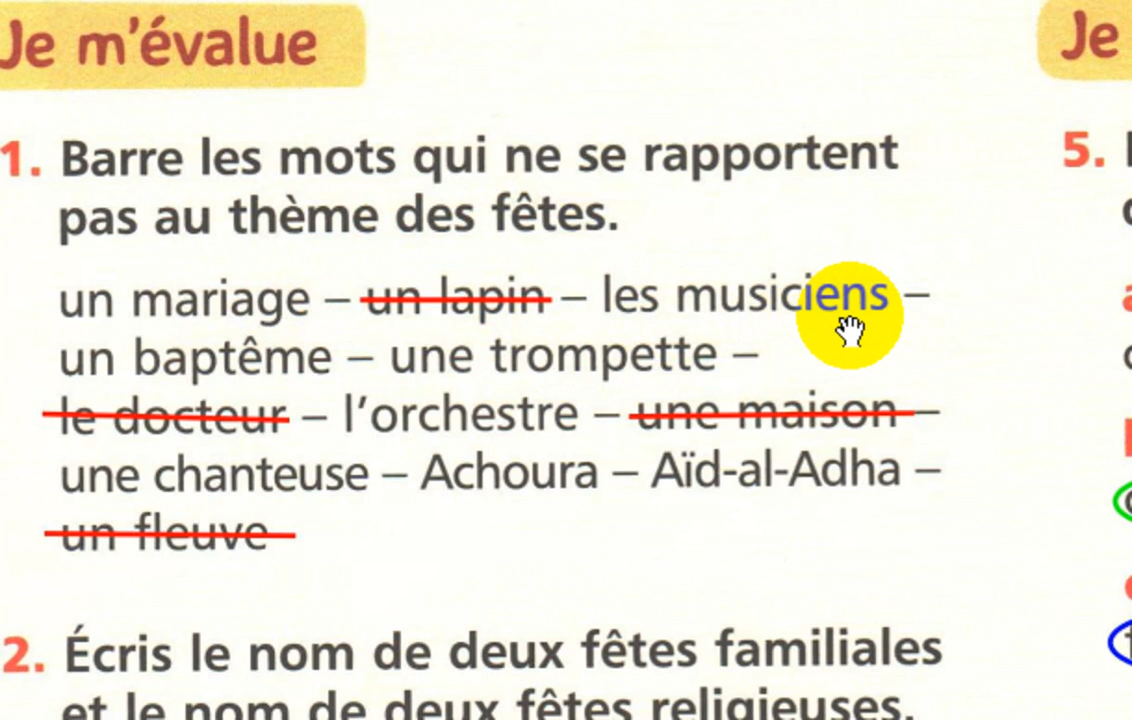 Je m'évalue
Je
1. Barre les mots qui ne se rapportent
pas au thème des fêtes.
un mariage – un lapin – les musiciens –
un baptême – une trompette –
le docteur – l'orchestre – une maison –
une chanteuse – Achoura – Aïd-al-Adha –
un fleuve
2. Écris le nom de deux fêtes familiales
et le nom de deux fêtes religieuses.
5.